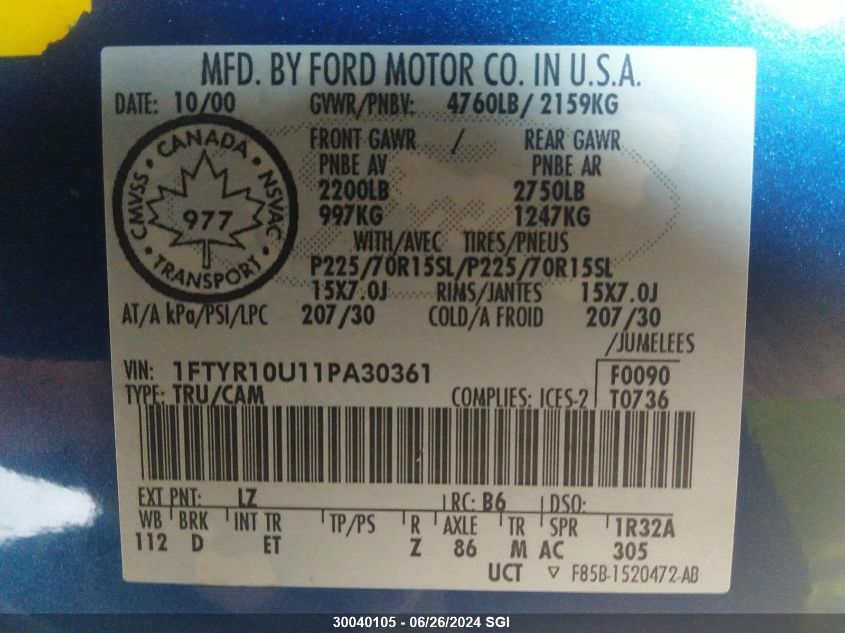 MFD. BY FORD MOTOR CO. IN U.S.A.
DATE: 10/00 GVWR/PNBV: 4760LB/ 2159KG
FRONT GAWR / REAR GAWR
PNBE AV PNBE AR
2200LB 2750LB
997KG 1247KG
WITH/AVEC TIRES/PNEUS
P225/70R15SL/P225/70R15SL
15X7.0J RIMS/JANTES 15X7.0J
AT/A kPa/PSI/LPC 207/30 COLD/A FROID 207/30
/JUMELEES
CANADA
CMVSS • NSVAC
977
TRANSPORT
VIN: 1FTYR10U11PA30361 F0090
TYPE: TRU/CAM COMPLIES: ICES-2 T0736
EXT PNT: LZ RC: B6 DSO:
WB BRK INT TR TP/PS R AXLE TR SPR 1R32A
112 D ET Z 86 M AC 305
UCT ▽ F85B-1520472-AB
30040105 - 06/26/2024 SGI